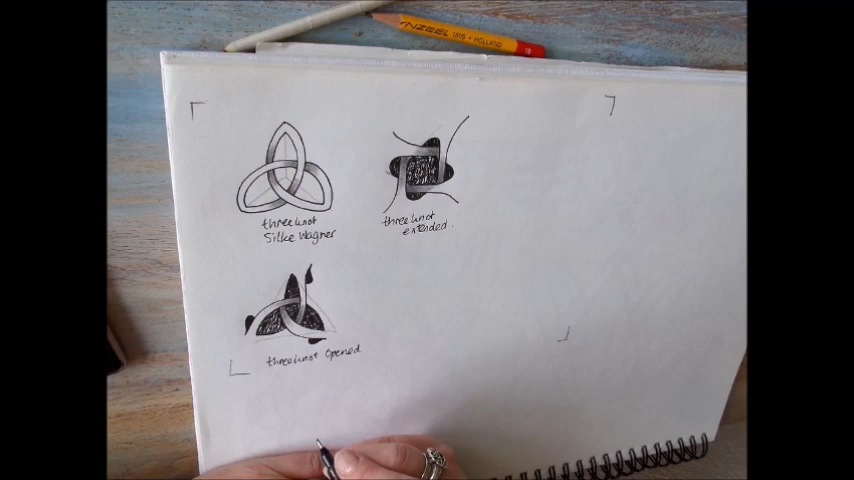 threeknot
Silke Wagner
threeknot
extended.
threeknot Opened